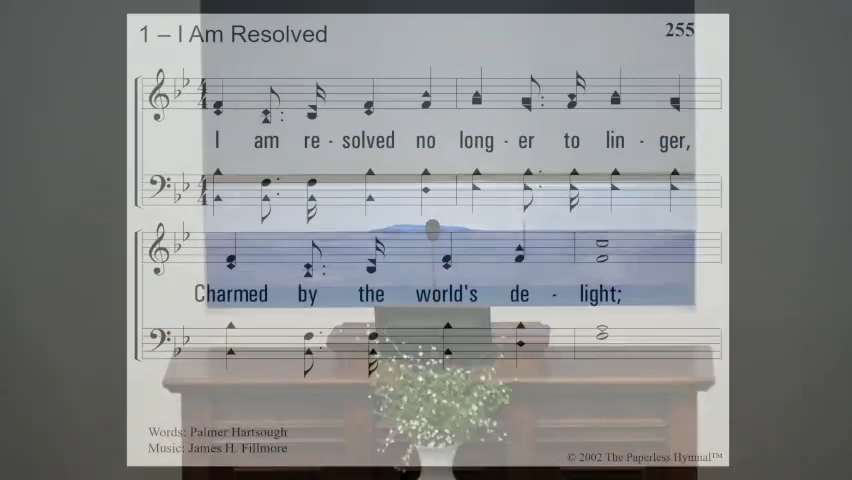 1 – I Am Resolved
255
I am re - solved no long - er to lin - ger,
Charmed by the world's de - light;
Words: Palmer Hartsough
Music: James H. Fillmore
© 2002 The Paperless Hymnal™